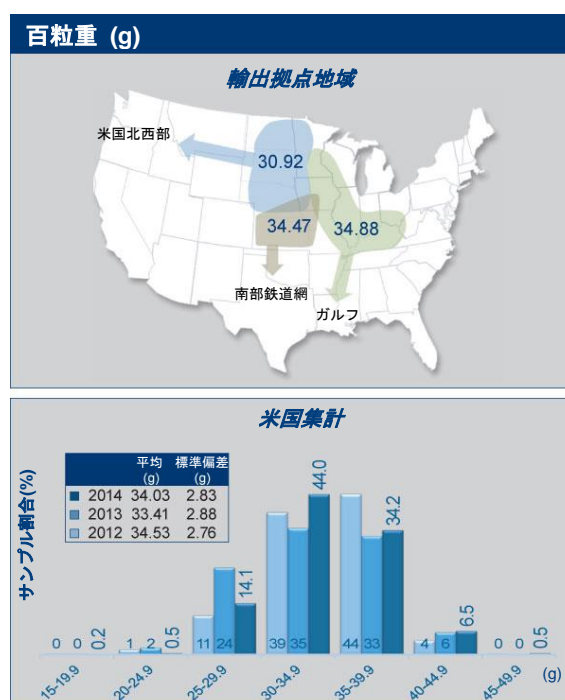 百粒重 (g)
輸出拠点地域
米国北西部
30.92
34.47
34.88
南部鉄道網
ガルフ
米国集計
サンプル割合(%)
平均 標準偏差
(g) (g)
2014 34.03 2.83
2013 33.41 2.88
2012 34.53 2.76
0 0 0.2
1 2 0.5
11 24 14.1
39 35 44.0
44 33 34.2
4 6 6.5
0 0 0.5
15-19.9 20-24.9 25-29.9 30-34.9 35-39.9 40-44.9 45-49.9 (g)